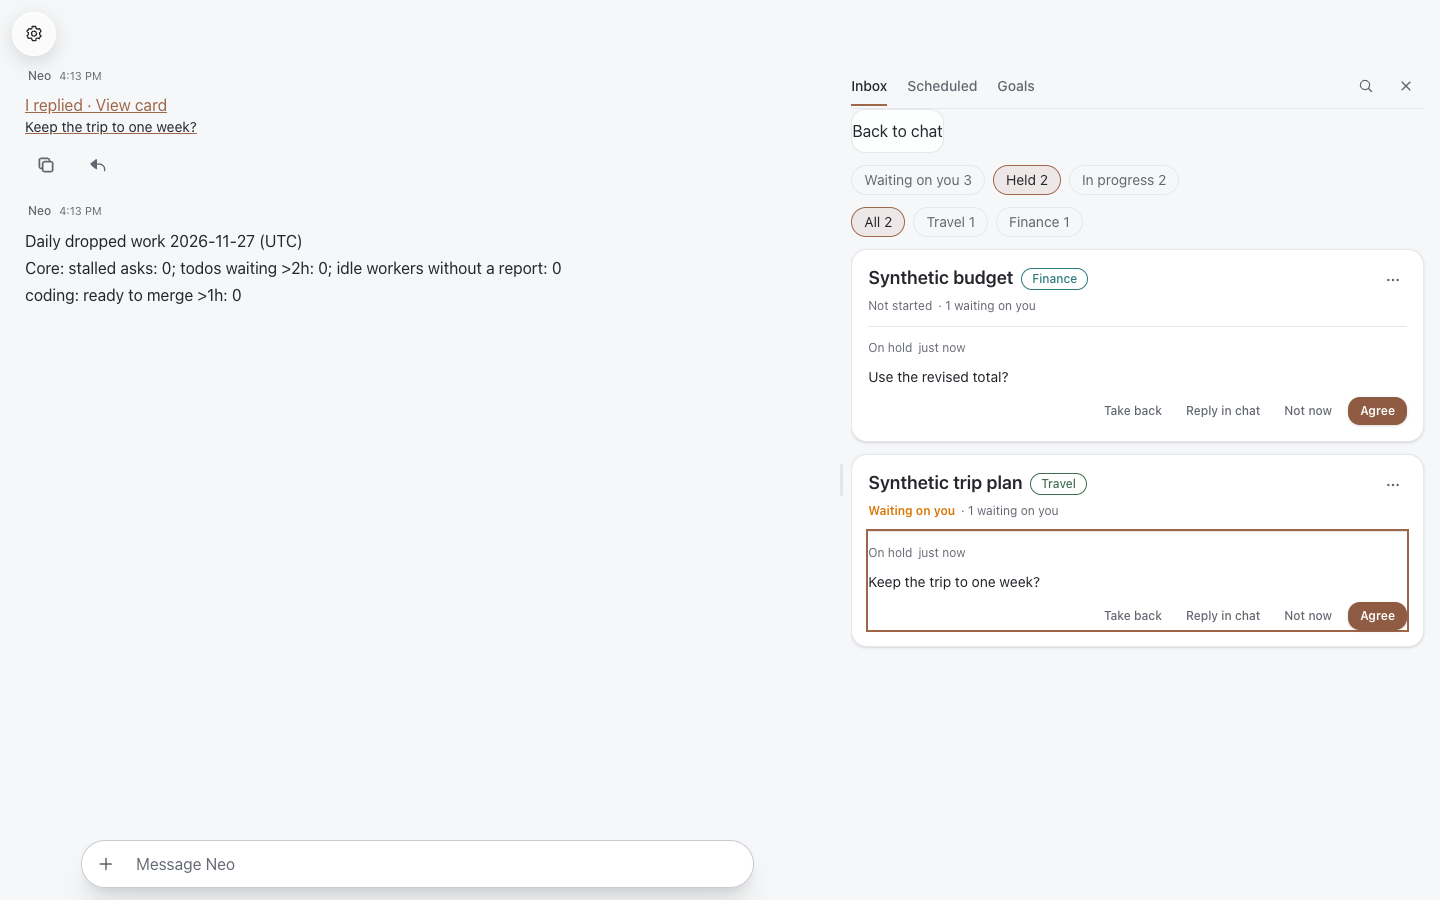 Neo 4:13 PM
I replied · View card
Keep the trip to one week?
Neo 4:13 PM
Daily dropped work 2026-11-27 (UTC)
Core: stalled asks: 0; todos waiting >2h: 0; idle workers without a report: 0
coding: ready to merge >1h: 0
Message Neo
Inbox Scheduled Goals
Back to chat
Waiting on you 3 Held 2 In progress 2
All 2 Travel 1 Finance 1
Synthetic budget Finance
Not started · 1 waiting on you
On hold just now
Use the revised total?
Take back Reply in chat Not now Agree
Synthetic trip plan Travel
Waiting on you · 1 waiting on you
On hold just now
Keep the trip to one week?
Take back Reply in chat Not now Agree